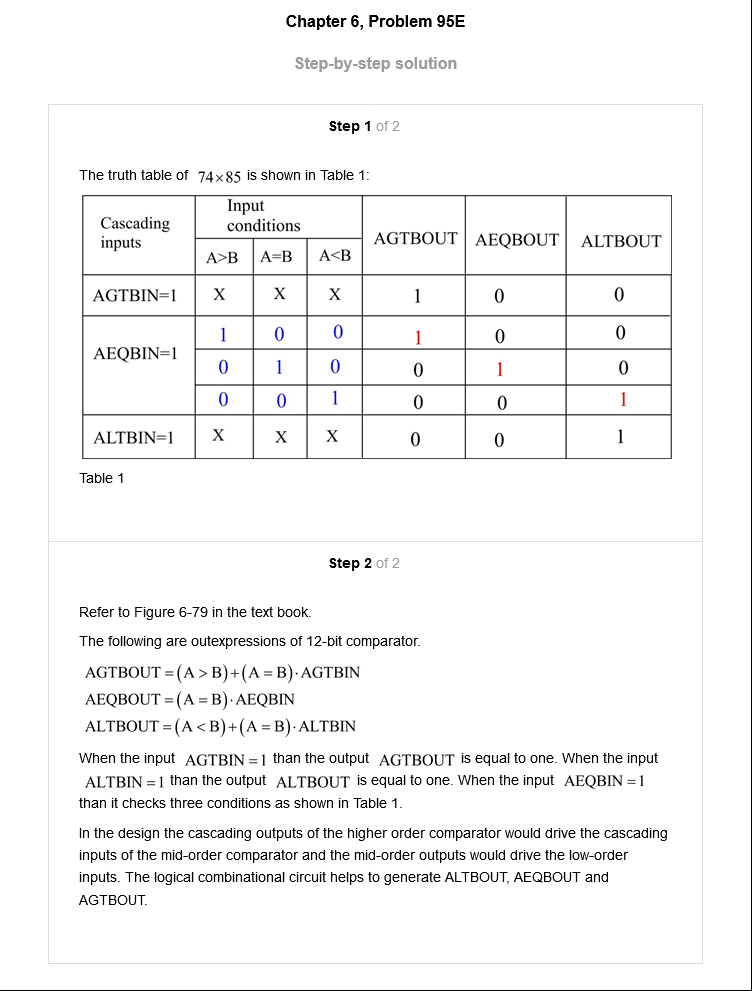 Chapter 6, Problem 95E
Step-by-step solution
Step 1 of 2
The truth table of 74×85 is shown in Table 1:
Cascading inputs Input conditions AGTBOUT AEQBOUT ALTBOUT
A>B A=B A<B
AGTBIN=1 X X X 1 0 0
AEQBIN=1 1 0 0 1 0 0
0 1 0 0 1 0
0 0 1 0 0 1
ALTBIN=1 X X X 0 0 1
Table 1
Step 2 of 2
Refer to Figure 6-79 in the text book.
The following are outexpressions of 12-bit comparator.
AGTBOUT = (A > B)+(A = B)·AGTBIN
AEQBOUT = (A = B)·AEQBIN
ALTBOUT = (A < B)+(A = B)·ALTBIN
When the input AGTBIN = 1 than the output AGTBOUT is equal to one. When the input
ALTBIN = 1 than the output ALTBOUT is equal to one. When the input AEQBIN = 1
than it checks three conditions as shown in Table 1.
In the design the cascading outputs of the higher order comparator would drive the cascading
inputs of the mid-order comparator and the mid-order outputs would drive the low-order
inputs. The logical combinational circuit helps to generate ALTBOUT, AEQBOUT and
AGTBOUT.